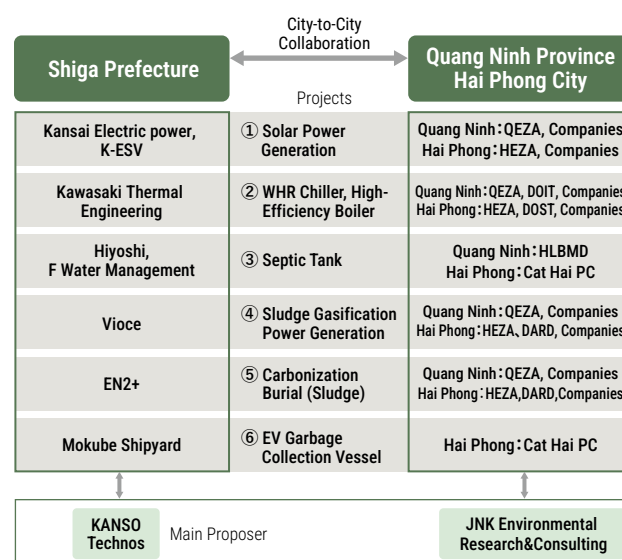 City-to-City
Collaboration
Shiga Prefecture
Quang Ninh Province
Hai Phong City
Projects
Kansai Electric power,
K-ESV
① Solar Power
Generation
Quang Ninh：QEZA, Companies
Hai Phong：HEZA, Companies
Kawasaki Thermal
Engineering
② WHR Chiller, High-
Efficiency Boiler
Quang Ninh：QEZA, DOIT, Companies
Hai Phong：HEZA, DOST, Companies
Hiyoshi,
F Water Management
③ Septic Tank
Quang Ninh：HLBMD
Hai Phong：Cat Hai PC
Vioce
④ Sludge Gasification
Power Generation
Quang Ninh：QEZA, Companies
Hai Phong：HEZA、DARD, Companies
EN2+
⑤ Carbonization
Burial (Sludge)
Quang Ninh：QEZA, Companies
Hai Phong：HEZA,DARD,Companies
Mokube Shipyard
⑥ EV Garbage
Collection Vessel
Hai Phong：Cat Hai PC
KANSO
Technos
Main Proposer
JNK Environmental
Research&Consulting